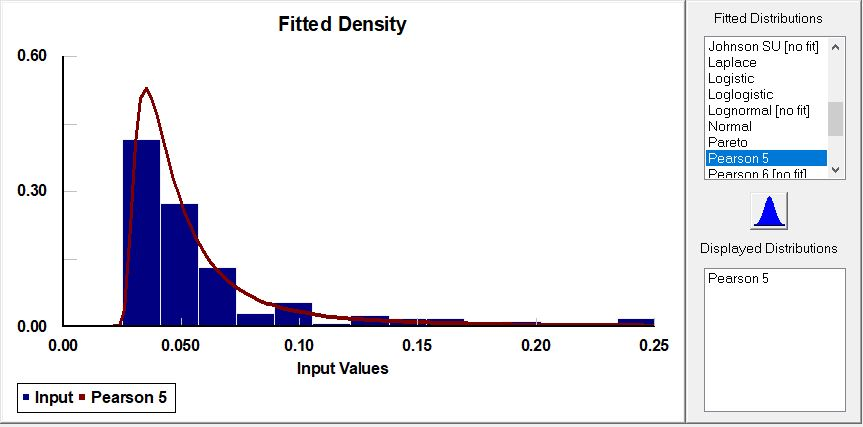 Fitted Density
0.60
0.30
0.00
0.00 0.050 0.10 0.15 0.20 0.25
Input Values
Input Pearson 5
Fitted Distributions
Johnson SU [no fit]
Laplace
Logistic
Loglogistic
Lognormal [no fit]
Normal
Pareto
Pearson 5
Pearson 6 [no fit]
Displayed Distributions
Pearson 5